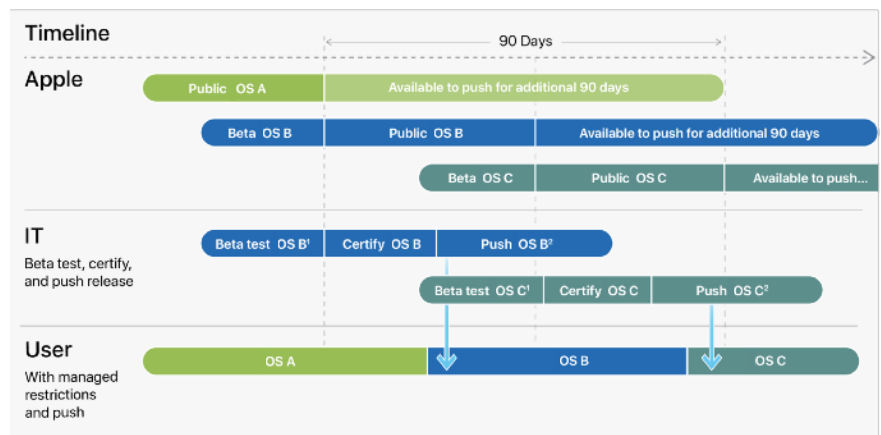 Timeline
90 Days
Apple
Public OS A
Available to push for additional 90 days
Beta OS B
Public OS B
Available to push for additional 90 days
Beta OS C
Public OS C
Available to push...
IT
Beta test, certify,
and push release
Beta test OS B¹
Certify OS B
Push OS B²
Beta test OS C¹
Certify OS C
Push OS C²
User
With managed
restrictions
and push
OS A
OS B
OS C